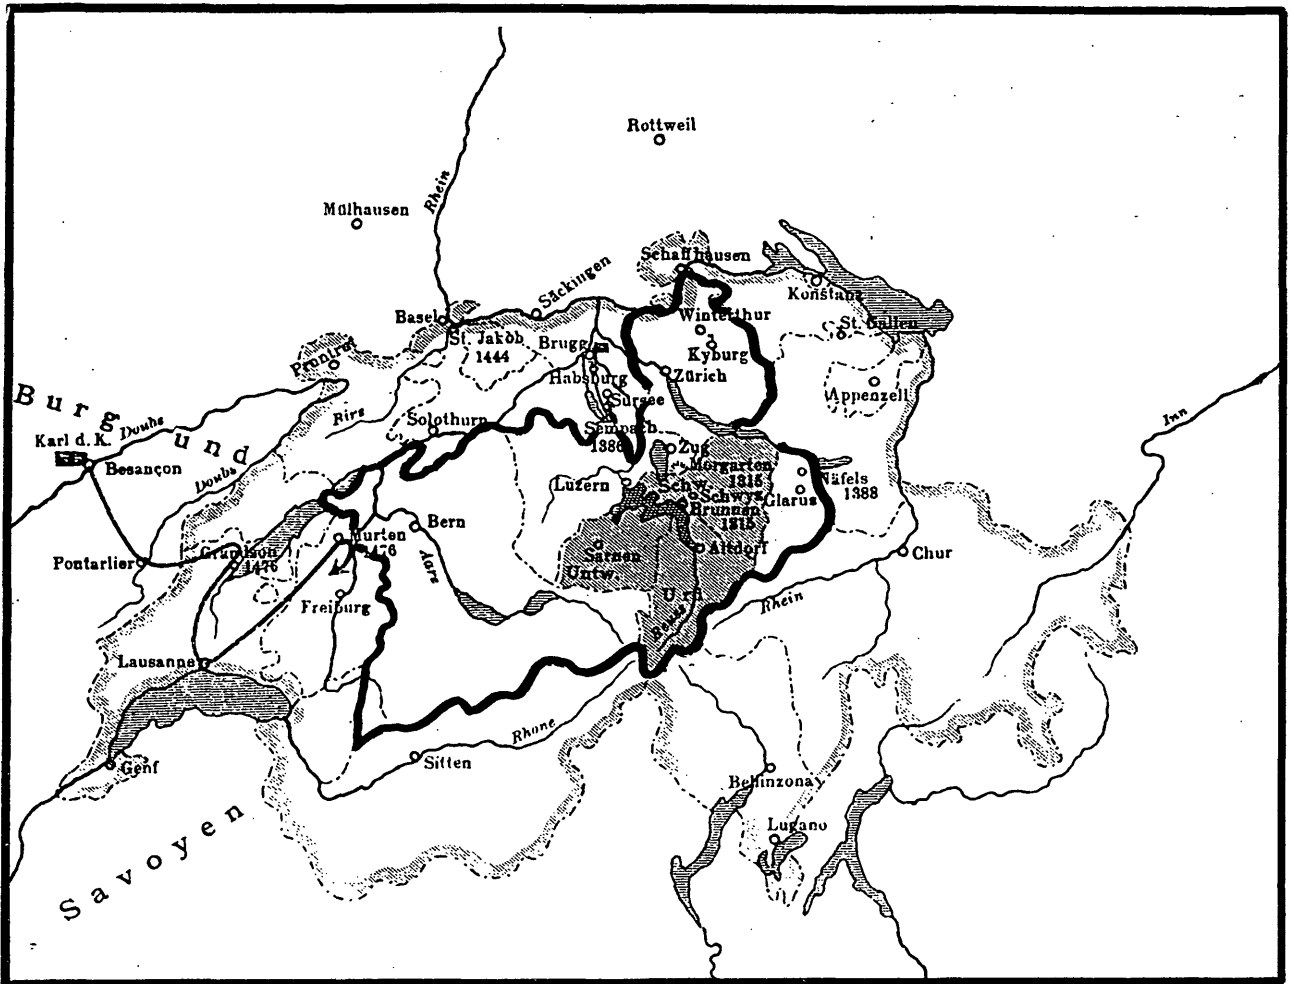 Rottweil
Rhein
Mülhausen
Schaffhausen
Säckingen
Konstanz
Basel
Winterthur
St. Gallen
St. Jakob
1444
Brugg
Kyburg
Pruntrut
Habsburg
Zürich
Burgund
Birs
Sursee
Appenzell
Inn
Doubs
Solothurn
Sempach
1386
Karl d. K.
Zug
Besançon
Morgarten
1315
Doubs
Luzern
Schw.
Schwyz
Näfels
1388
Glarus
Brunnen
1315
Bern
Murten
1476
Grandson
1476
Aare
Sarnen
Altdorf
Chur
Pontarlier
Untw.
Freiburg
Uri
Rhein
Reuss
Lausanne
Rhone
Genf
Sitten
Bellinzona
Savoyen
Lugano